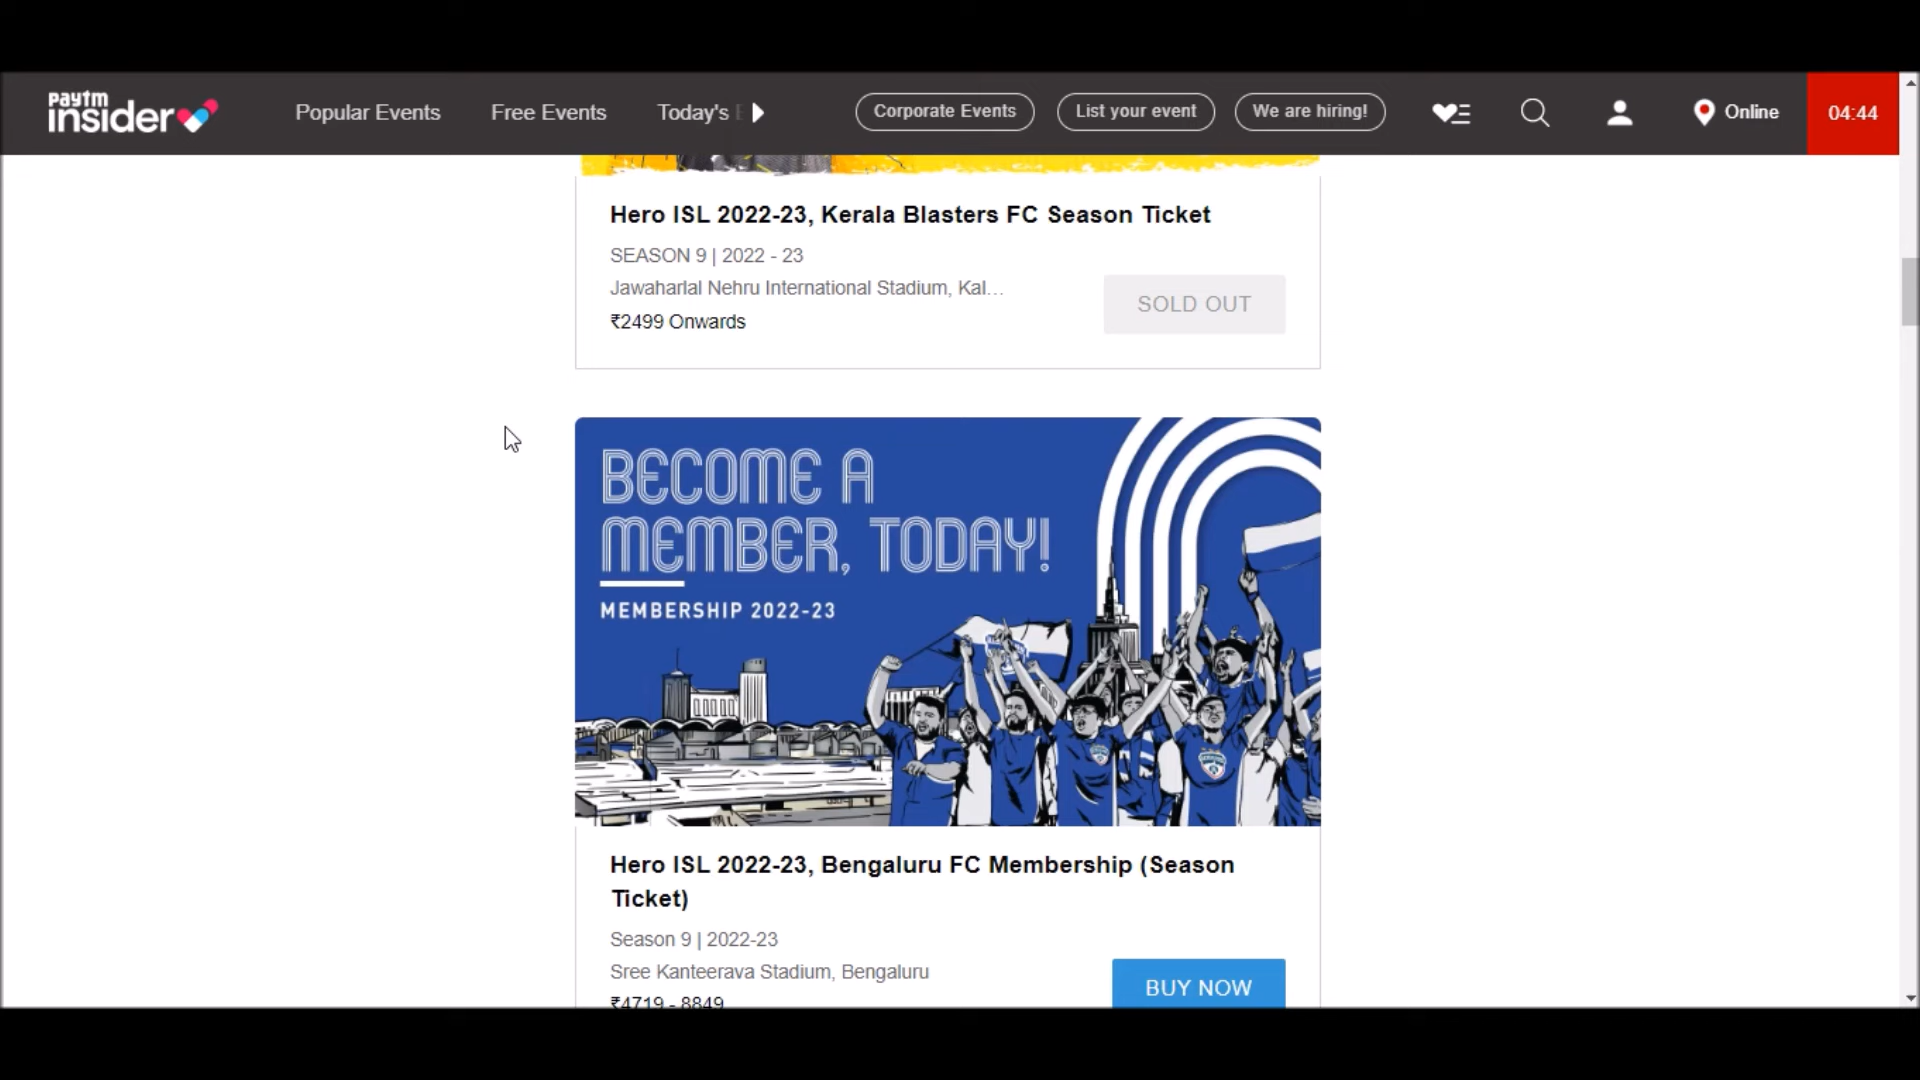 paytm
insider
Popular Events
Free Events
Today's
Corporate Events
List your event
We are hiring!
Online
04:44
Hero ISL 2022-23, Kerala Blasters FC Season Ticket
SEASON 9 | 2022 - 23
Jawaharlal Nehru International Stadium, Kal...
₹2499 Onwards
SOLD OUT
BECOME A
MEMBER, TODAY!
MEMBERSHIP 2022-23
Hero ISL 2022-23, Bengaluru FC Membership (Season
Ticket)
Season 9 | 2022-23
Sree Kanteerava Stadium, Bengaluru
₹4719 - 8849
BUY NOW